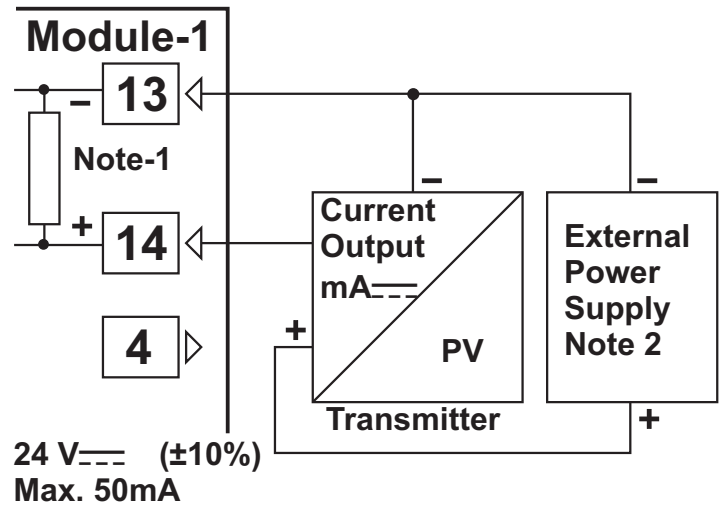 Module-1
13
−
Note-1
+
14
4
24 V (±10%)
Max. 50mA
−
Current
Output
mA
+
PV
Transmitter
−
External
Power
Supply
Note 2
+